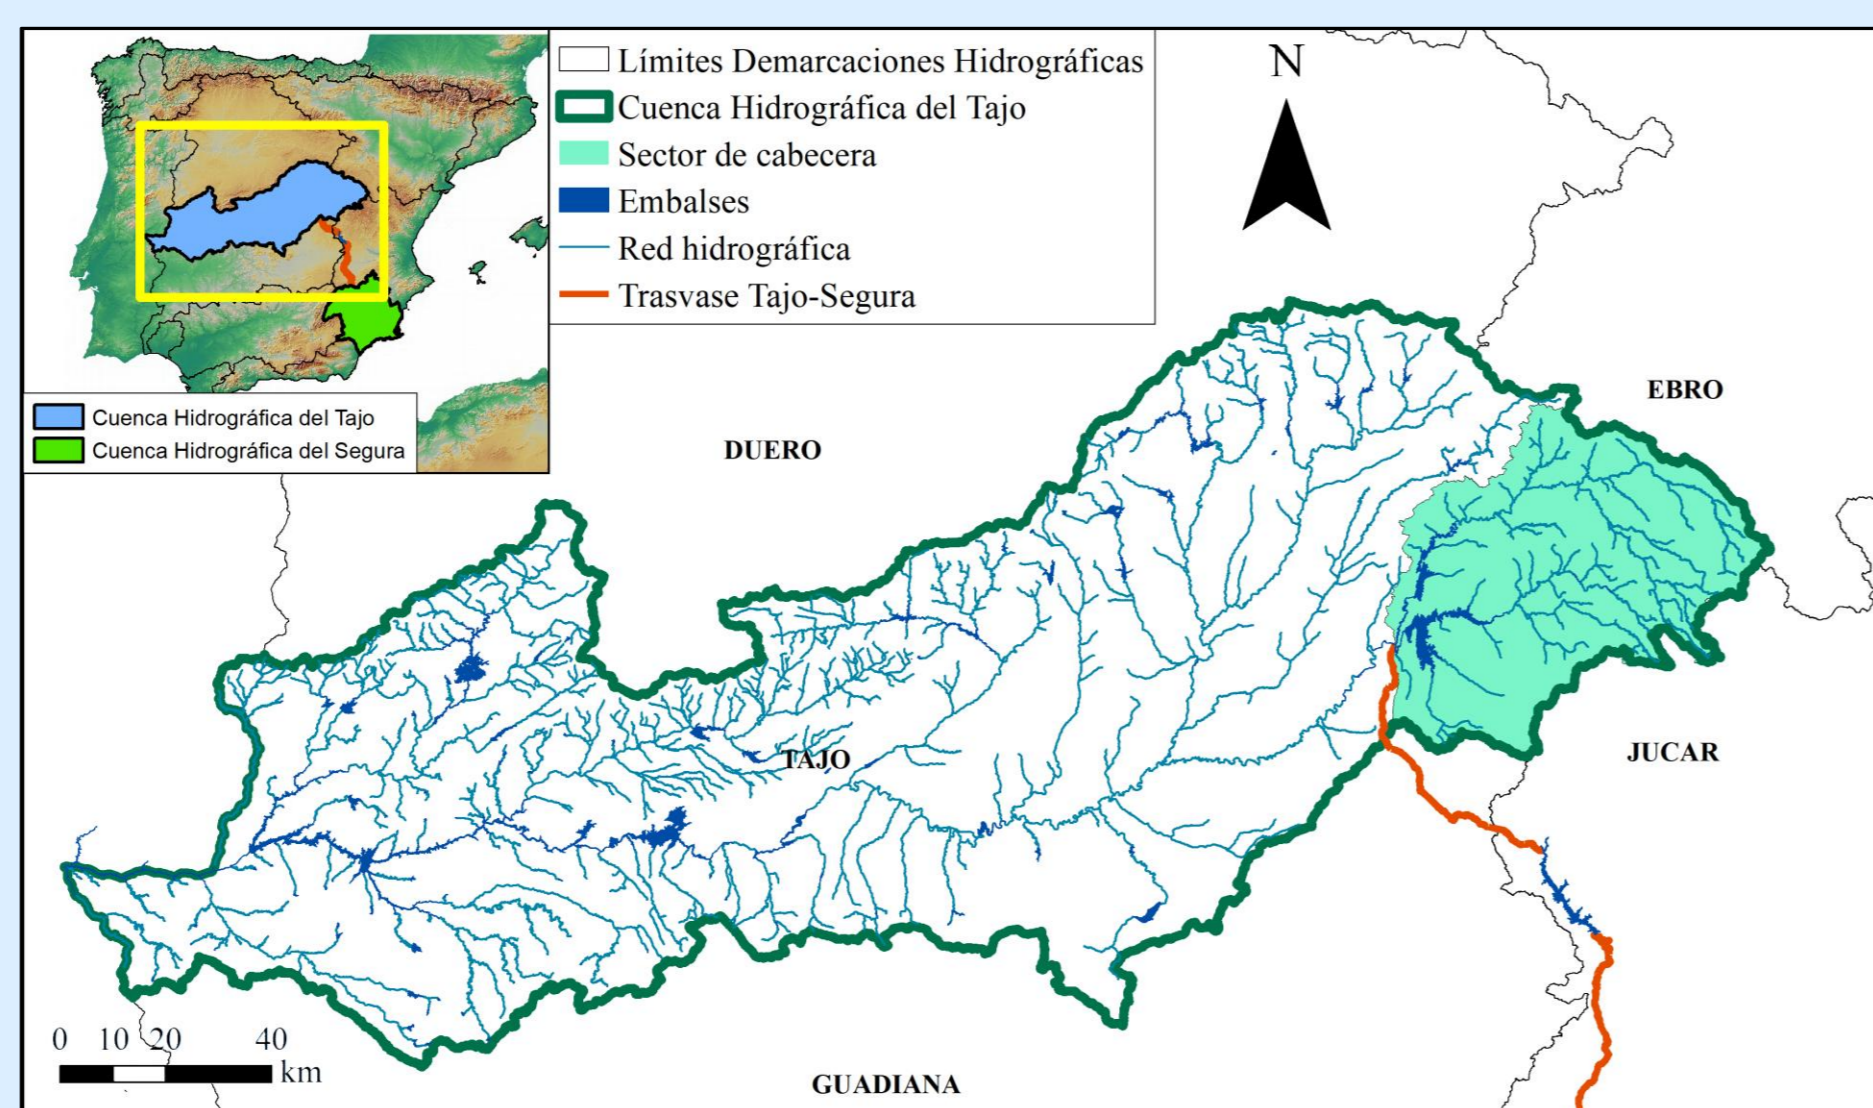 Límites Demarcaciones Hidrográficas
Cuenca Hidrográfica del Tajo
Sector de cabecera
Embalses
Red hidrográfica
Trasvase Tajo-Segura
N
Cuenca Hidrográfica del Tajo
Cuenca Hidrográfica del Segura
EBRO
DUERO
TAJO
JUCAR
0 10 20 40
km
GUADIANA